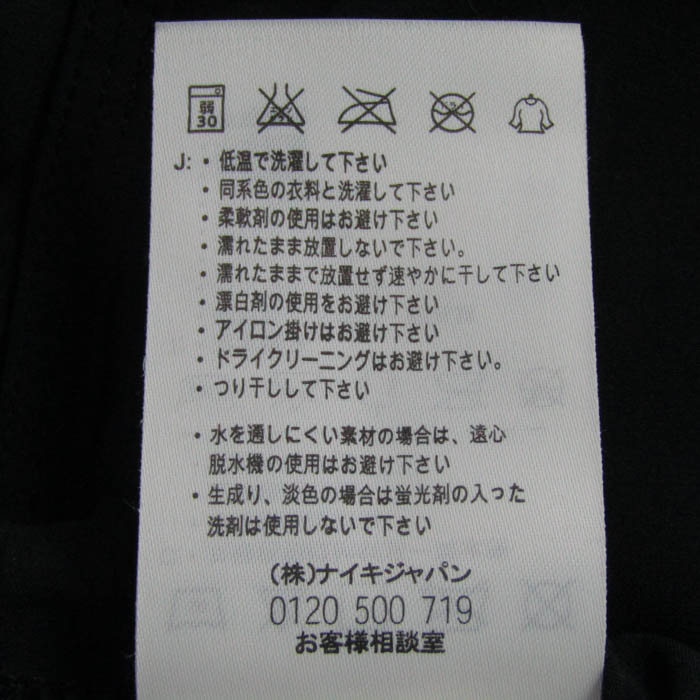 弱
30
J: ・低温で洗濯して下さい
・同系色の衣料と洗濯して下さい
・柔軟剤の使用はお避け下さい
・濡れたまま放置しないで下さい。
・濡れたままで放置せず速やかに干して下さい
・漂白剤の使用をお避け下さい
・アイロン掛けはお避け下さい
・ドライクリーニングはお避け下さい。
・つり干しして下さい
・水を通しにくい素材の場合は、遠心
脱水機の使用はお避け下さい
・生成り、淡色の場合は蛍光剤の入った
洗剤は使用しないで下さい
(株)ナイキジャパン
0120 500 719
お客様相談室